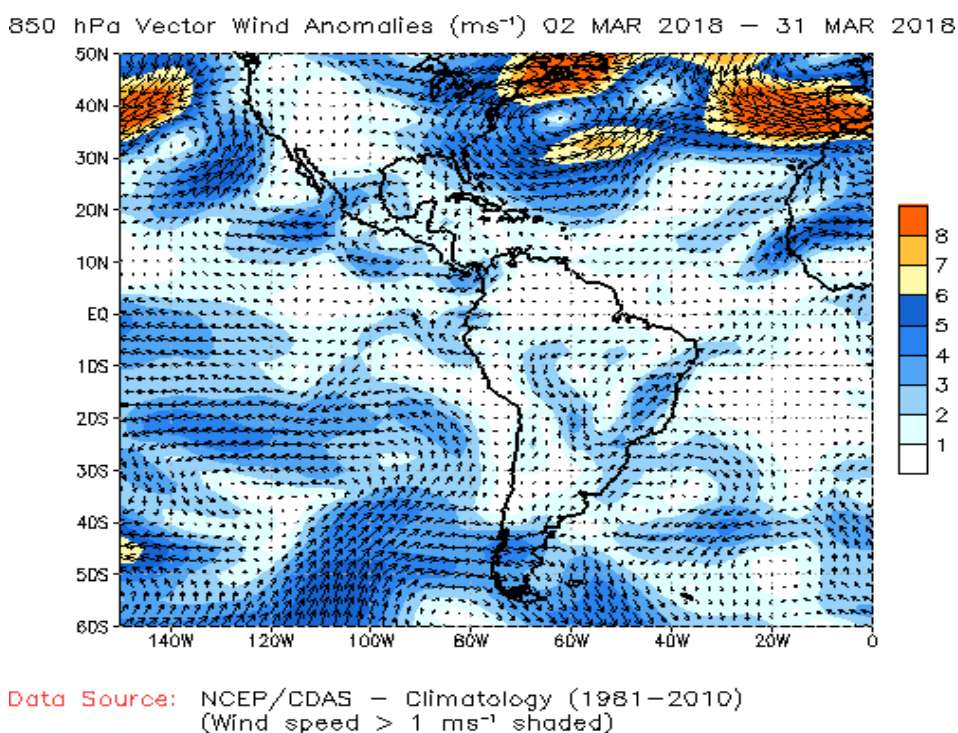 850 hPa Vector Wind Anomalies (ms⁻¹) 02 MAR 2018 – 31 MAR 2018
50N
40N
30N
20N
10N
EQ
10S
20S
30S
40S
50S
60S
140W 120W 100W 80W 60W 40W 20W 0
8
7
6
5
4
3
2
1
Data Source: NCEP/CDAS – Climatology (1981–2010)
(Wind speed > 1 ms⁻¹ shaded)